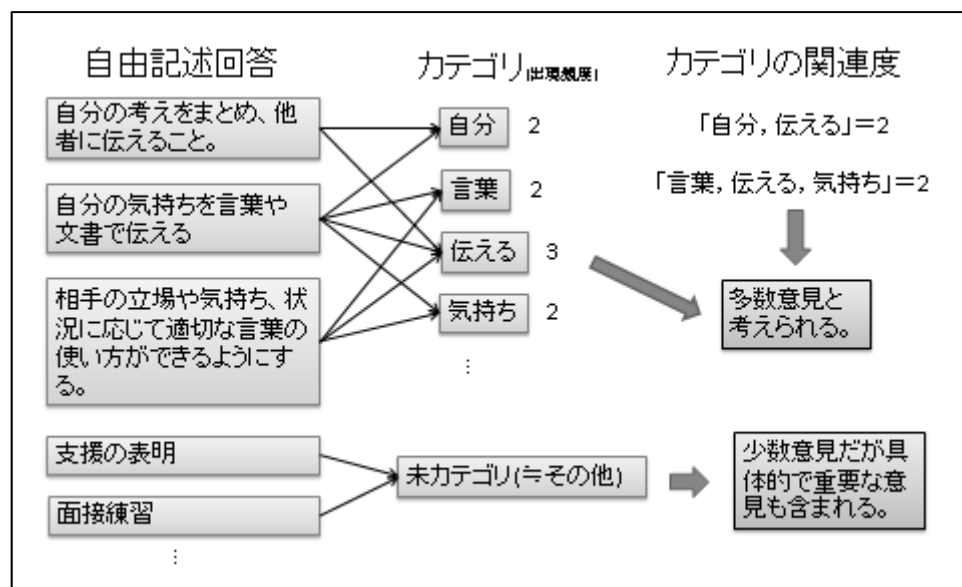 自由記述回答
カテゴリ(出現頻度)
カテゴリの関連度
自分の考えをまとめ、他
者に伝えること。
自分 2
「自分, 伝える」=2
言葉 2
「言葉, 伝える, 気持ち」=2
自分の気持ちを言葉や
文書で伝える
伝える 3
相手の立場や気持ち、状
況に応じて適切な言葉の
使い方ができるようにす
る。
気持ち 2
⋮
多数意見と
考えられる。
支援の表明
面接練習
⋮
未カテゴリ(≒その他)
少数意見だが具
体的で重要な意
見も含まれる。